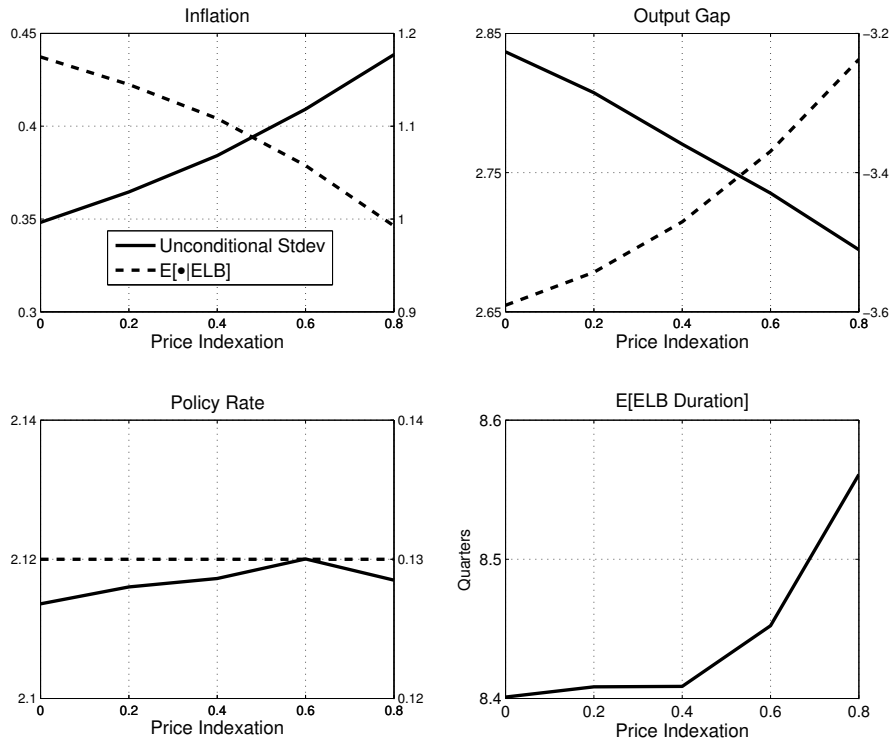 Inflation
0.45
0.4
0.35
0.3
1.2
1.1
1
0.9
Unconditional Stdev
E[•|ELB]
0 0.2 0.4 0.6 0.8
Price Indexation
Output Gap
2.85
2.75
2.65
−3.2
−3.4
−3.6
0 0.2 0.4 0.6 0.8
Price Indexation
Policy Rate
2.14
2.12
2.1
0.14
0.13
0.12
0 0.2 0.4 0.6 0.8
Price Indexation
E[ELB Duration]
Quarters
8.6
8.5
8.4
0 0.2 0.4 0.6 0.8
Price Indexation